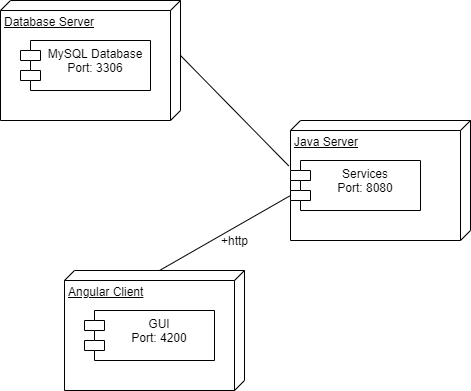 Database Server
MySQL Database
Port: 3306
Java Server
Services
Port: 8080
+http
Angular Client
GUI
Port: 4200